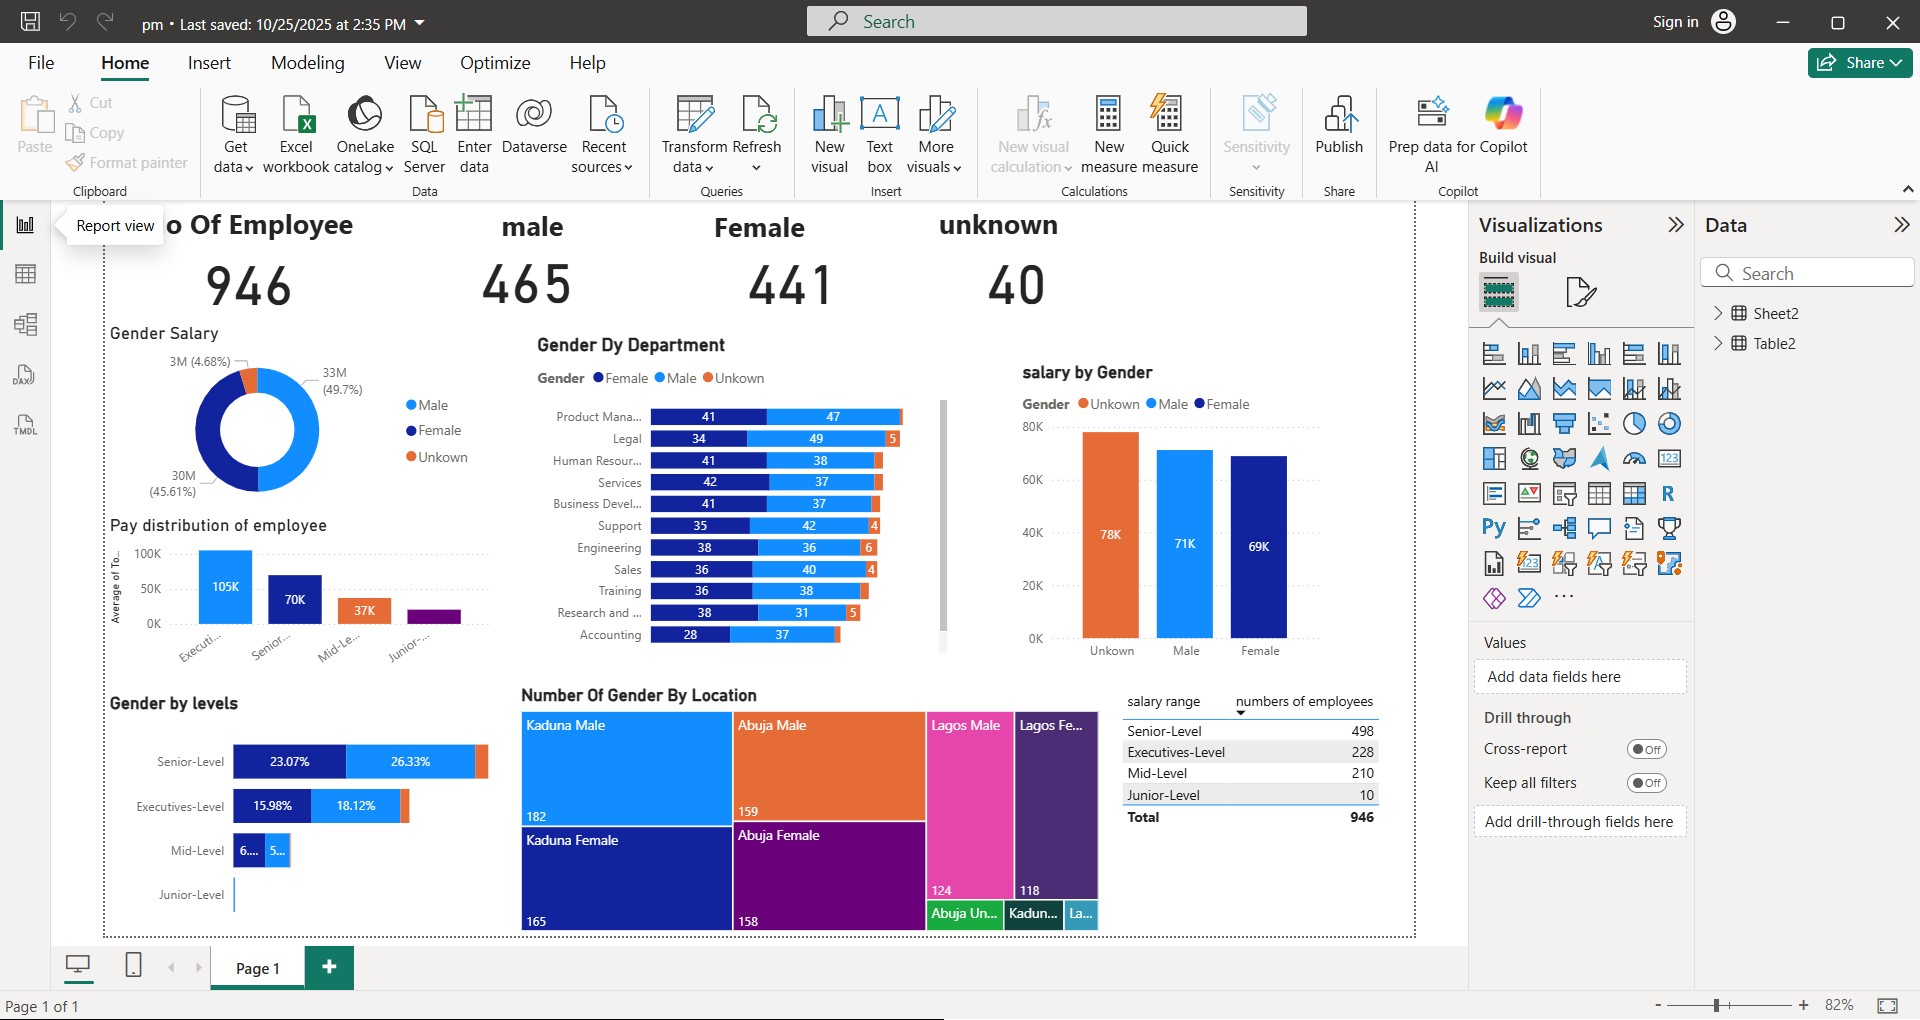 pm • Last saved: 10/25/2025 at 2:35 PM
Search
Sign in
File Home Insert Modeling View Optimize Help
Share
Paste
Cut
Copy
Format painter
Clipboard
Get data
Excel workbook
OneLake catalog
SQL Server
Enter data
Dataverse
Recent sources
Data
Transform data
Refresh
Queries
New visual
Text box
More visuals
Insert
New visual calculation
New measure
Quick measure
Calculations
Sensitivity
Sensitivity
Publish
Share
Prep data for AI
Copilot
Copilot
Report view
DAX
TMDL
o Of Employee
946
male
465
Female
441
unknown
40
Gender Salary
3M (4.68%)
33M
(49.7%)
30M
(45.61%)
Male
Female
Unkown
Pay distribution of employee
Average of To...
100K
50K
0K
105K
70K
37K
Executi...
Senior...
Mid-Le...
Junior-...
Gender Dy Department
Gender Female Male Unkown
Product Mana... 41 47
Legal 34 49 5
Human Resour... 41 38
Services 42 37
Business Devel... 41 37
Support 35 42 4
Engineering 38 36 6
Sales 36 40 4
Training 36 38
Research and ... 38 31 5
Accounting 28 37
salary by Gender
Gender Unkown Male Female
80K
60K
40K
20K
0K
78K
71K
69K
Unkown Male Female
Gender by levels
Senior-Level 23.07% 26.33%
Executives-Level 15.98% 18.12%
Mid-Level 6.... 5...
Junior-Level
Number Of Gender By Location
Kaduna Male
182
Kaduna Female
165
Abuja Male
159
Abuja Female
158
Lagos Male
124
Lagos Fe...
118
Abuja Un...
Kadun...
La...
salary range numbers of employees
Senior-Level 498
Executives-Level 228
Mid-Level 210
Junior-Level 10
Total 946
Visualizations
Build visual
123
R
Py
123
Values
Add data fields here
Drill through
Cross-report Off
Keep all filters Off
Add drill-through fields here
Data
Search
Sheet2
Table2
Page 1
Page 1 of 1
- + 82%